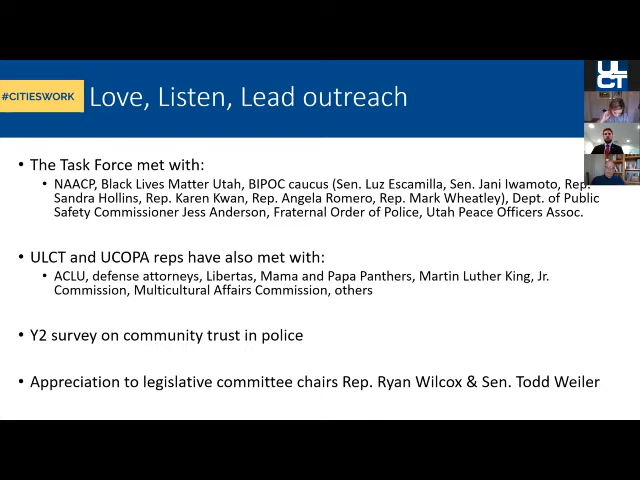 UL
CT
#CITIESWORK
Love, Listen, Lead outreach
• The Task Force met with:
• NAACP, Black Lives Matter Utah, BIPOC caucus (Sen. Luz Escamilla, Sen. Jani Iwamoto, Rep.
Sandra Hollins, Rep. Karen Kwan, Rep. Angela Romero, Rep. Mark Wheatley), Dept. of Public
Safety Commissioner Jess Anderson, Fraternal Order of Police, Utah Peace Officers Assoc.
• ULCT and UCOPA reps have also met with:
• ACLU, defense attorneys, Libertas, Mama and Papa Panthers, Martin Luther King, Jr.
Commission, Multicultural Affairs Commission, others
• Y2 survey on community trust in police
• Appreciation to legislative committee chairs Rep. Ryan Wilcox & Sen. Todd Weiler